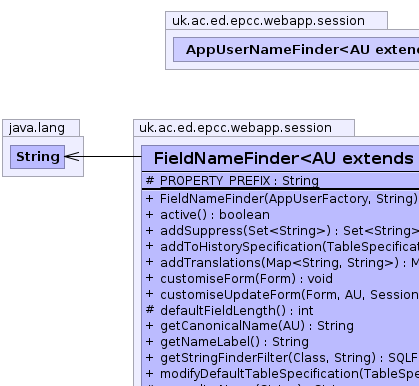 uk.ac.ed.epcc.webapp.session
AppUserNameFinder<AU exten
java.lang
String
uk.ac.ed.epcc.webapp.session
FieldNameFinder<AU extends
# PROPERTY_PREFIX : String
+ FieldNameFinder(AppUserFactory, String)
+ active() : boolean
+ addSuppress(Set<String>) : Set<String>
+ addToHistorySpecification(TableSpecificat
+ addTranslations(Map<String, String>) : M
+ customiseForm(Form) : void
+ customiseUpdateForm(Form, AU, Session
# defaultFieldLength() : int
+ getCanonicalName(AU) : String
+ getNameLabel() : String
+ getStringFinderFilter(Class, String) : SQLF
+ modifyDefaultTableSpecification(TableSpe